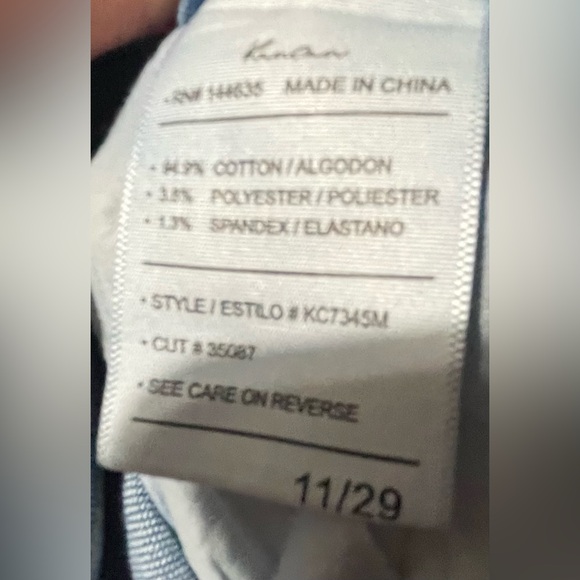 KanCan
• RN# 144635 MADE IN CHINA
• 94.9% COTTON / ALGODON
• 3.8% POLYESTER / POLIESTER
• 1.3% SPANDEX / ELASTANO
• STYLE / ESTILO # KC7345M
• CUT # 35087
• SEE CARE ON REVERSE
11/29